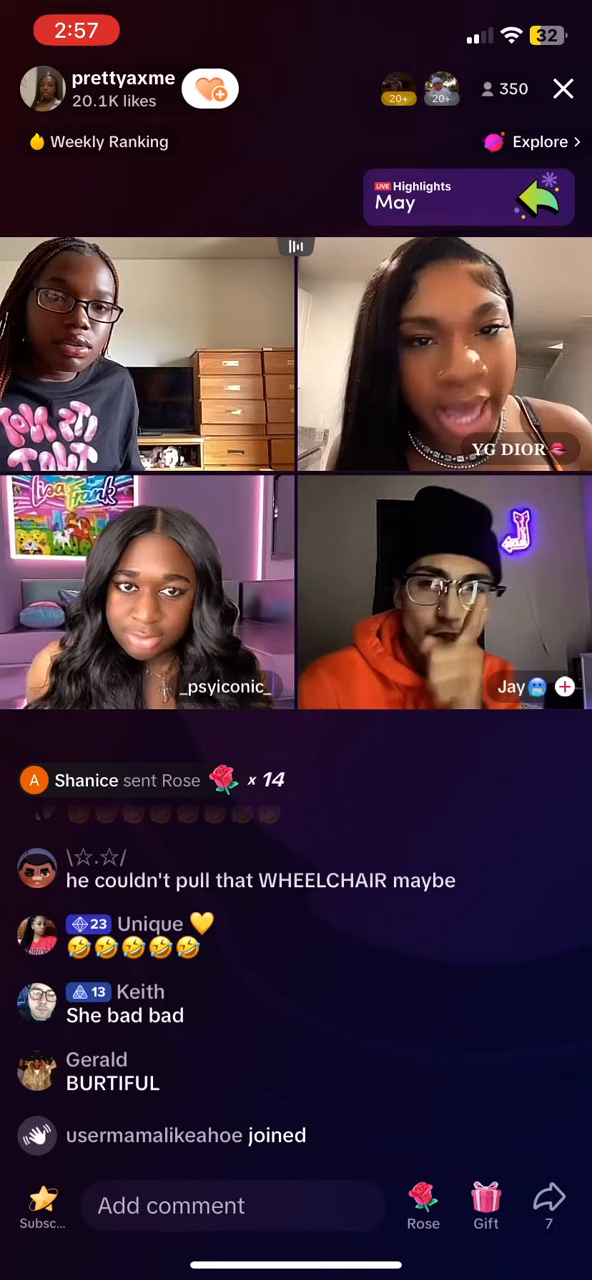 2:57
32
prettyaxme
20.1K likes
20+
20+
350
Weekly Ranking
Explore >
LIVE Highlights
May
YG DIOR
Lisa Frank
_psyiconic_
Jay
A Shanice sent Rose x 14
\☆.☆/
he couldn't pull that WHEELCHAIR maybe
23 Unique 💛
🤣🤣🤣🤣🤣
13 Keith
She bad bad
Gerald
BURTIFUL
usermamalikeahoe joined
Subsc...
Add comment
Rose
Gift
7